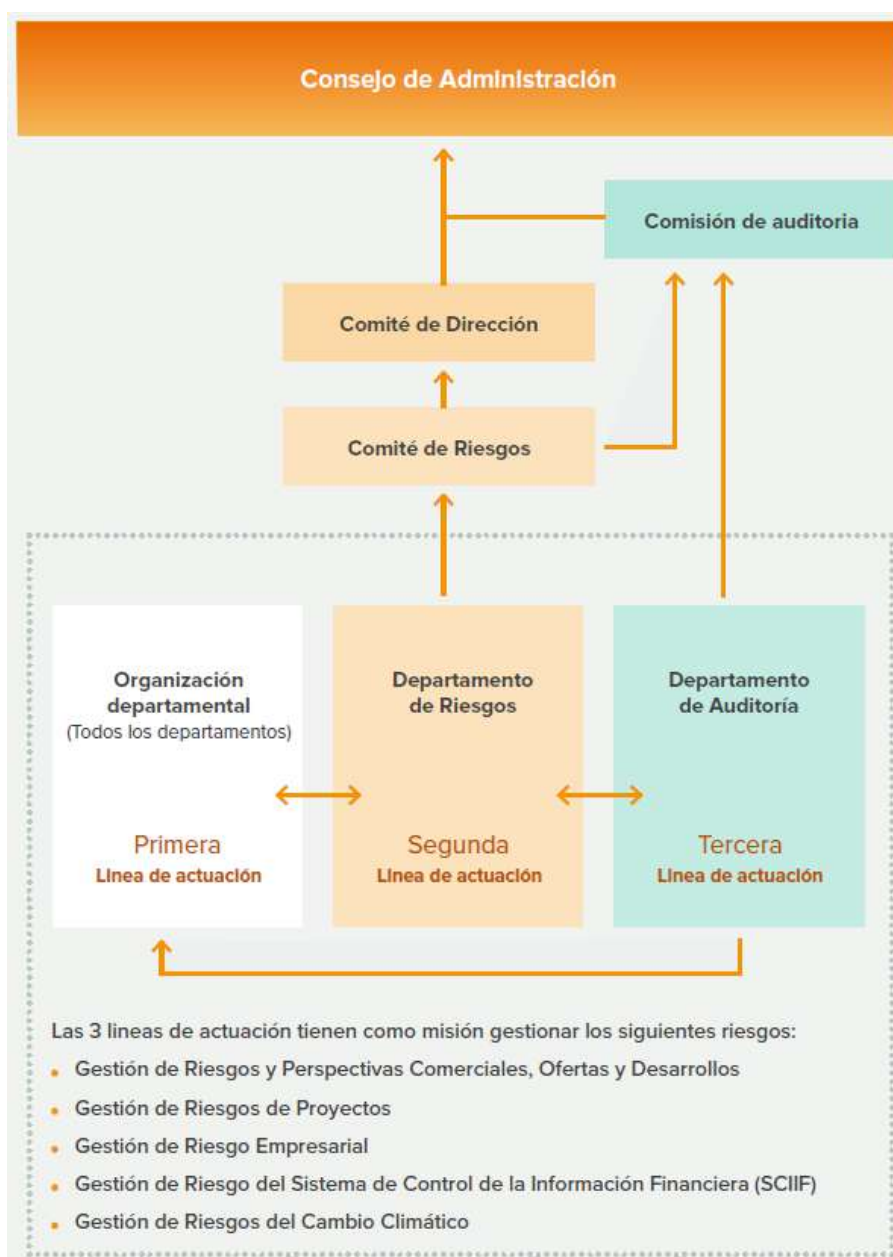 Consejo de Administración
Comisión de auditoria
Comité de Dirección
Comité de Riesgos
Organización
departamental
(Todos los departamentos)
Primera
Linea de actuación
Departamento
de Riesgos
Segunda
Linea de actuación
Departamento
de Auditoría
Tercera
Linea de actuación
Las 3 lineas de actuación tienen como misión gestionar los siguientes riesgos:
• Gestión de Riesgos y Perspectivas Comerciales, Ofertas y Desarrollos
• Gestión de Riesgos de Proyectos
• Gestión de Riesgo Empresarial
• Gestión de Riesgo del Sistema de Control de la Información Financiera (SCIIF)
• Gestión de Riesgos del Cambio Climático